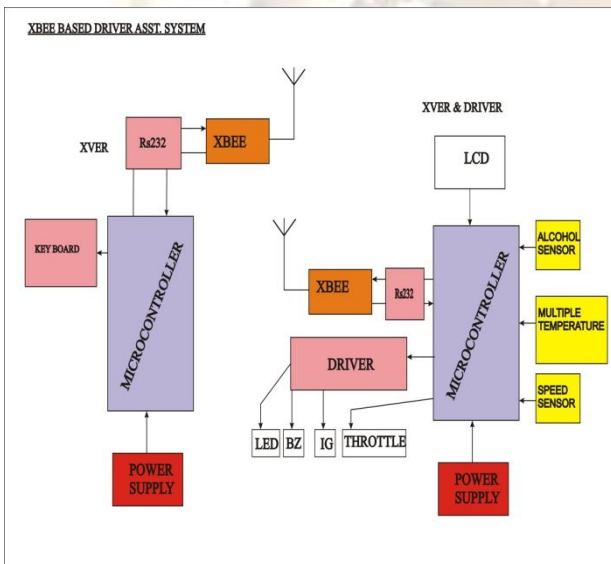 XBEE BASED DRIVER ASST. SYSTEM
XVER
Rs232
XBEE
KEY BOARD
MICROCONTROLLER
POWER
SUPPLY
XVER & DRIVER
LCD
XBEE
Rs232
MICROCONTROLLER
ALCOHOL
SENSOR
MULTIPLE
TEMPERATURE
SPEED
SENSOR
DRIVER
LED
BZ
IG
THROTTLE
POWER
SUPPLY